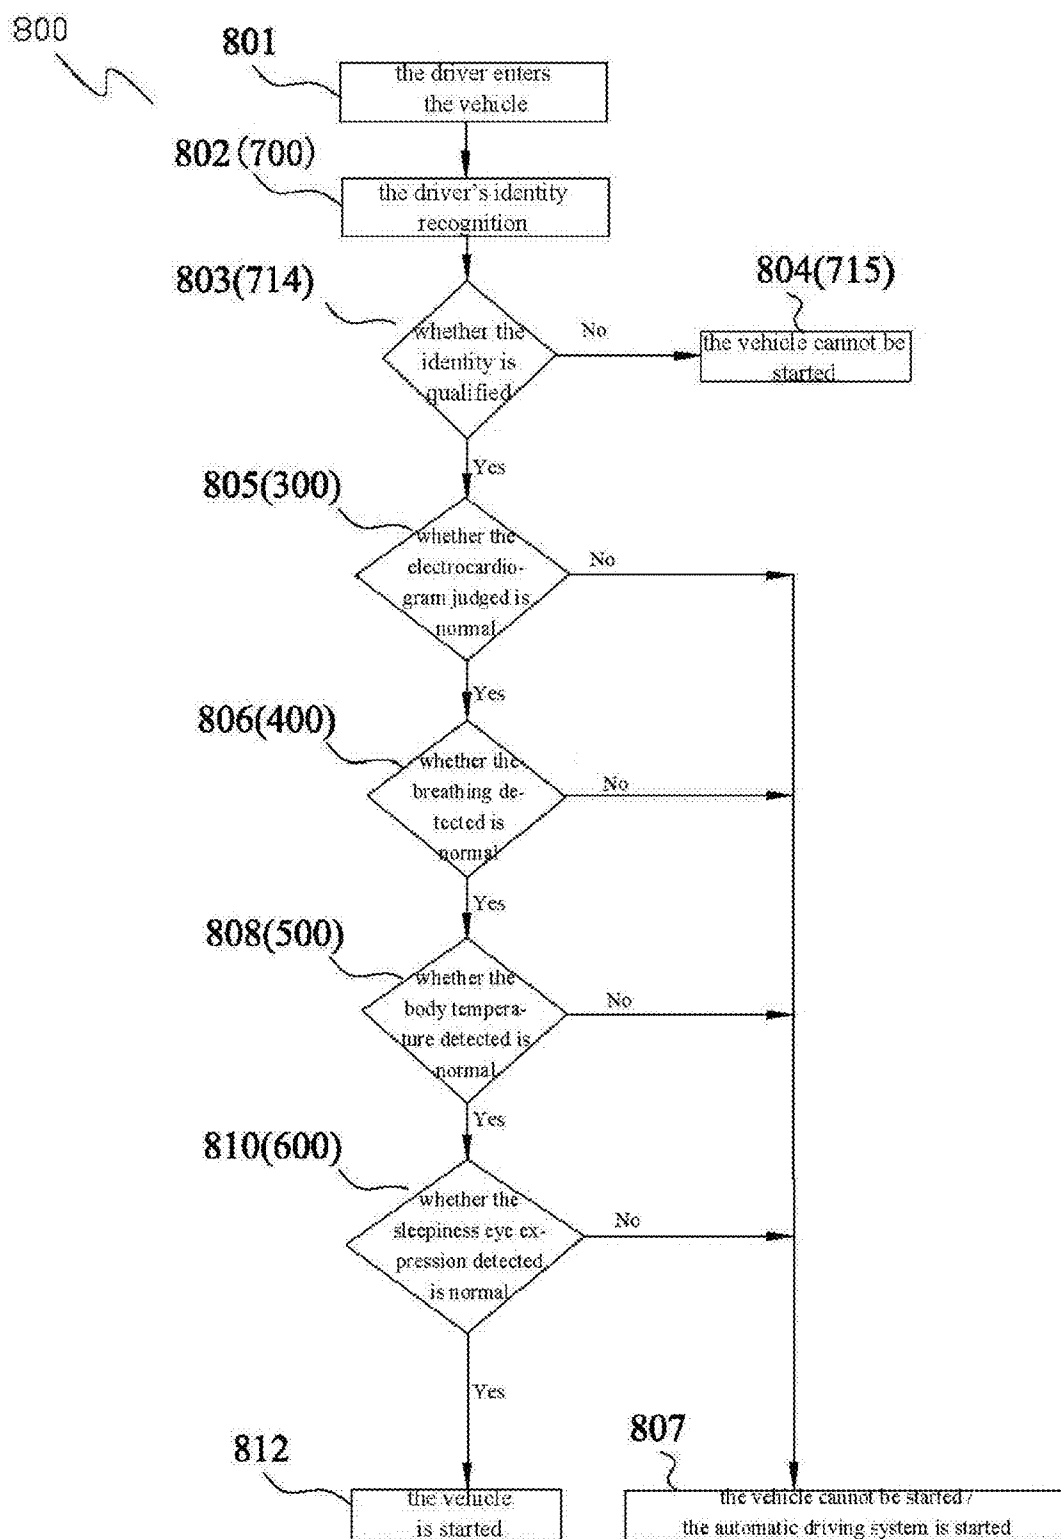 800
801
the driver enters
the vehicle
802(700)
the driver's identity
recognition
803(714)
whether the
identity is
qualified
No
804(715)
the vehicle cannot be
started
Yes
805(300)
whether the
electrocardio-
gram judged is
normal
No
Yes
806(400)
whether the
breathing de-
tected is
normal
No
Yes
808(500)
whether the
body tempera-
ture detected is
normal
No
Yes
810(600)
whether the
sleepiness eye ex-
pression detected
is normal
No
Yes
812
the vehicle
is started
807
the vehicle cannot be started /
the automatic driving system is started